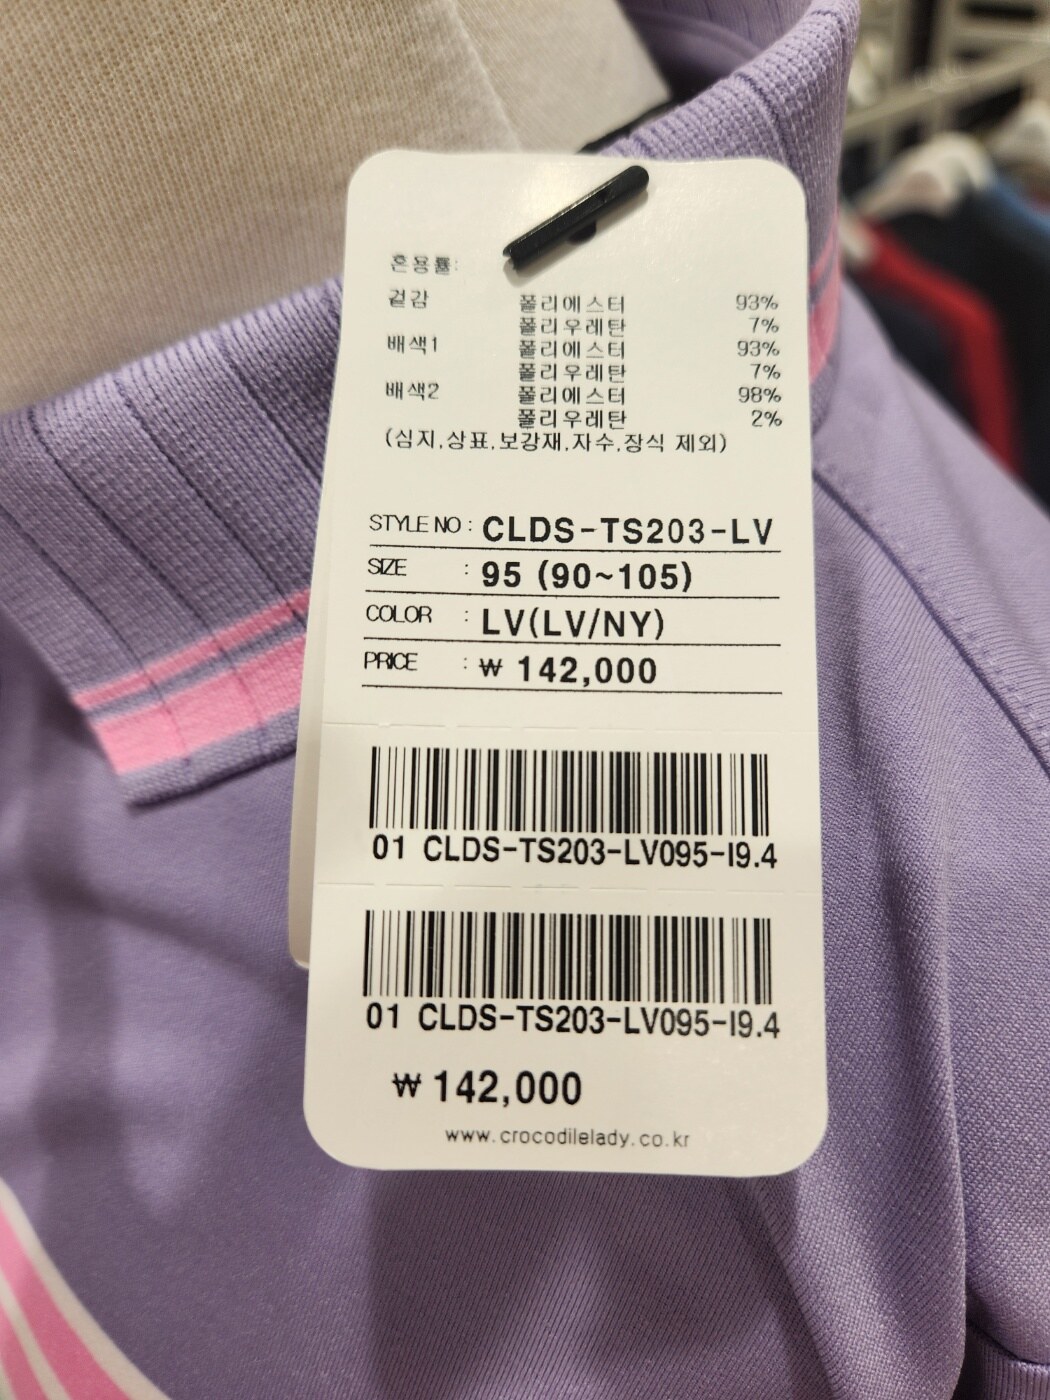 혼용률:
겉감 폴리에스터 93%
폴리우레탄 7%
배색1 폴리에스터 93%
폴리우레탄 7%
배색2 폴리에스터 98%
폴리우레탄 2%
(심지,상표,보강재,자수,장식 제외)
STYLE NO : CLDS-TS203-LV
SIZE : 95 (90~105)
COLOR : LV(LV/NY)
PRICE : ₩ 142,000
01 CLDS-TS203-LV095-I9.4
01 CLDS-TS203-LV095-I9.4
₩ 142,000
www.crocodilelady.co.kr